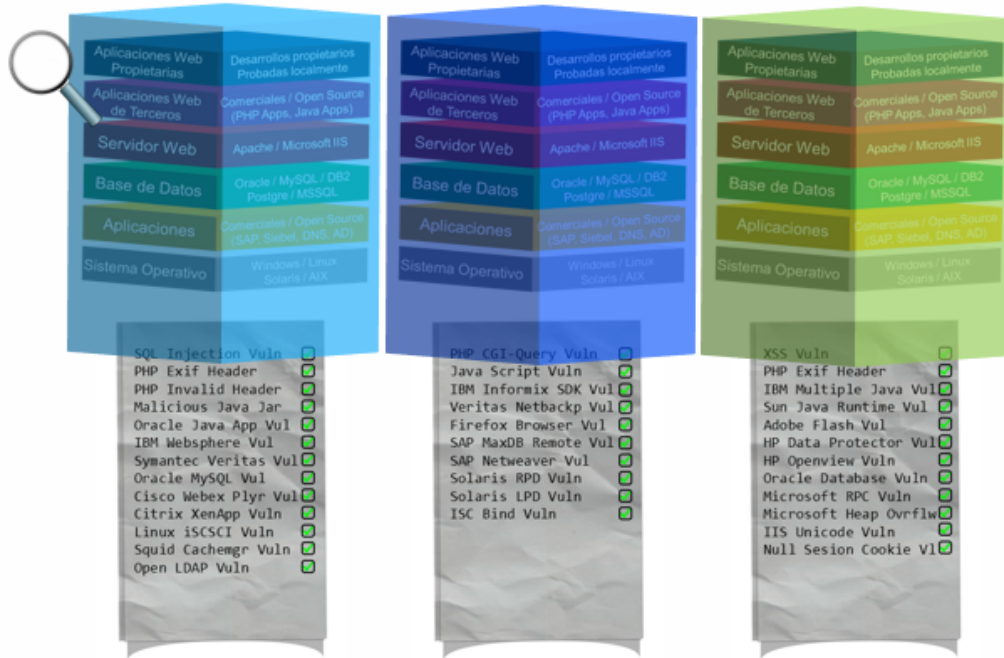 Aplicaciones Web
Propietarias
Desarrollos propietarios
Probadas localmente
Aplicaciones Web
de Terceros
Comerciales / Open Source
(PHP Apps, Java Apps)
Servidor Web
Apache / Microsoft IIS
Base de Datos
Oracle / MySQL / DB2
Postgre / MSSQL
Aplicaciones
Comerciales / Open Source
(SAP, Siebel, DNS, AD)
Sistema Operativo
Windows / Linux
Solaris / AIX
SQL Injection Vuln
PHP Exif Header
PHP Invalid Header
Malicious Java Jar
Oracle Java App Vul
IBM Websphere Vul
Symantec Veritas Vul
Oracle MySQL Vul
Cisco Webex Plyr Vul
Citrix XenApp Vuln
Linux iSCSCI Vuln
Squid Cachemgr Vuln
Open LDAP Vuln
Aplicaciones Web
Propietarias
Desarrollos propietarios
Probadas localmente
Aplicaciones Web
de Terceros
Comerciales / Open Source
(PHP Apps, Java Apps)
Servidor Web
Apache / Microsoft IIS
Base de Datos
Oracle / MySQL / DB2
Postgre / MSSQL
Aplicaciones
Comerciales / Open Source
(SAP, Siebel, DNS, AD)
Sistema Operativo
Windows / Linux
Solaris / AIX
PHP CGI-Query Vuln
Java Script Vuln
IBM Informix SDK Vul
Veritas Netbackp Vul
Firefox Browser Vul
SAP MaxDB Remote Vul
SAP Netweaver Vul
Solaris RPD Vuln
Solaris LPD Vuln
ISC Bind Vuln
Aplicaciones Web
Propietarias
Desarrollos propietarios
Probadas localmente
Aplicaciones Web
de Terceros
Comerciales / Open Source
(PHP Apps, Java Apps)
Servidor Web
Apache / Microsoft IIS
Base de Datos
Oracle / MySQL / DB2
Postgre / MSSQL
Aplicaciones
Comerciales / Open Source
(SAP, Siebel, DNS, AD)
Sistema Operativo
Windows / Linux
Solaris / AIX
XSS Vuln
PHP Exif Header
IBM Multiple Java Vul
Sun Java Runtime Vul
Adobe Flash Vul
HP Data Protector Vul
HP Openview Vuln
Oracle Database Vuln
Microsoft RPC Vuln
Microsoft Heap Ovrflw
IIS Unicode Vuln
Null Sesion Cookie Vl